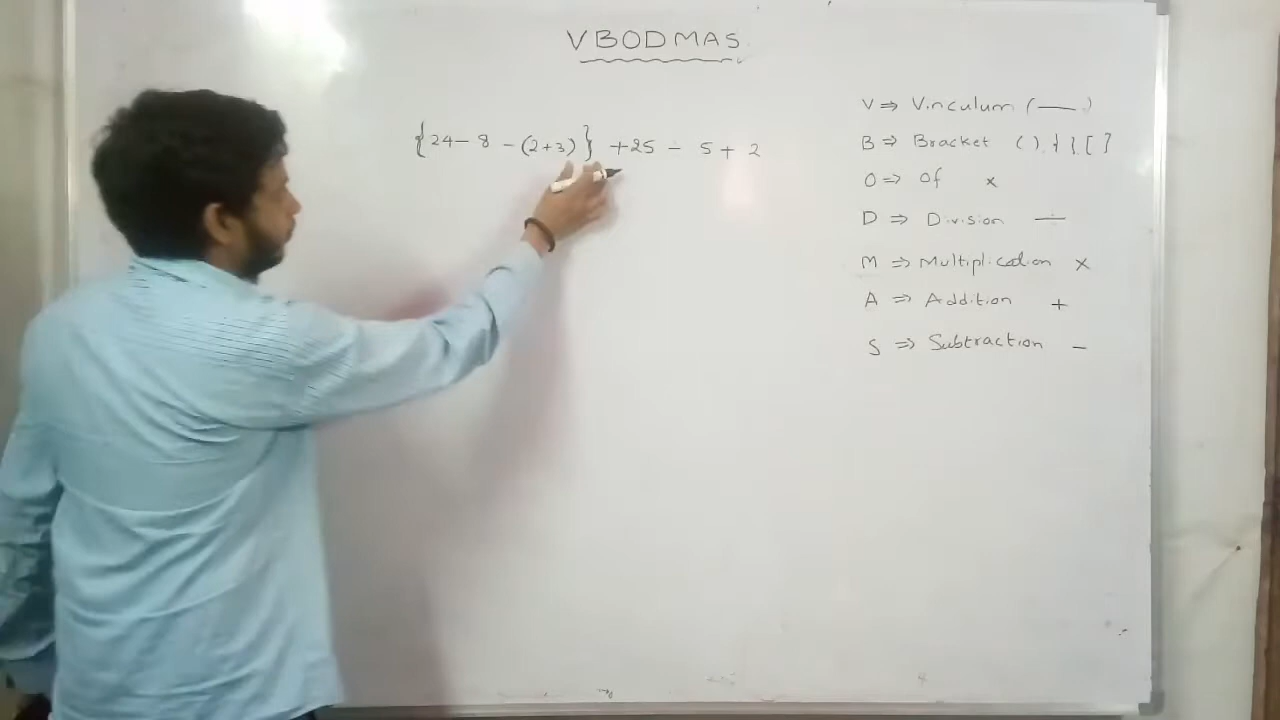 VBODMAS
{24 - 8 - (2+3)} + 25 ÷ 5 + 2
V ⇒ Vinculum ( — )
B ⇒ Bracket ( ), { }, [ ]
O ⇒ Of ×
D ⇒ Division ÷
M ⇒ Multiplication ×
A ⇒ Addition +
S ⇒ Subtraction -